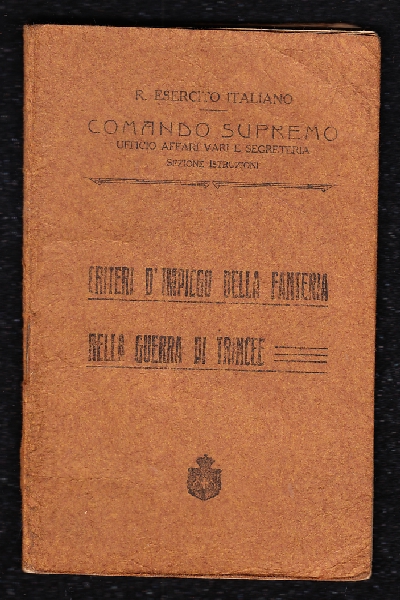 R. ESERCITO ITALIANO
COMANDO SUPREMO
UFFICIO AFFARI VARI E SEGRETERIA
SEZIONE ISTRUZIONI
CRITERI D'IMPIEGO DELLA FANTERIA
NELLA GUERRA DI TRINCEE